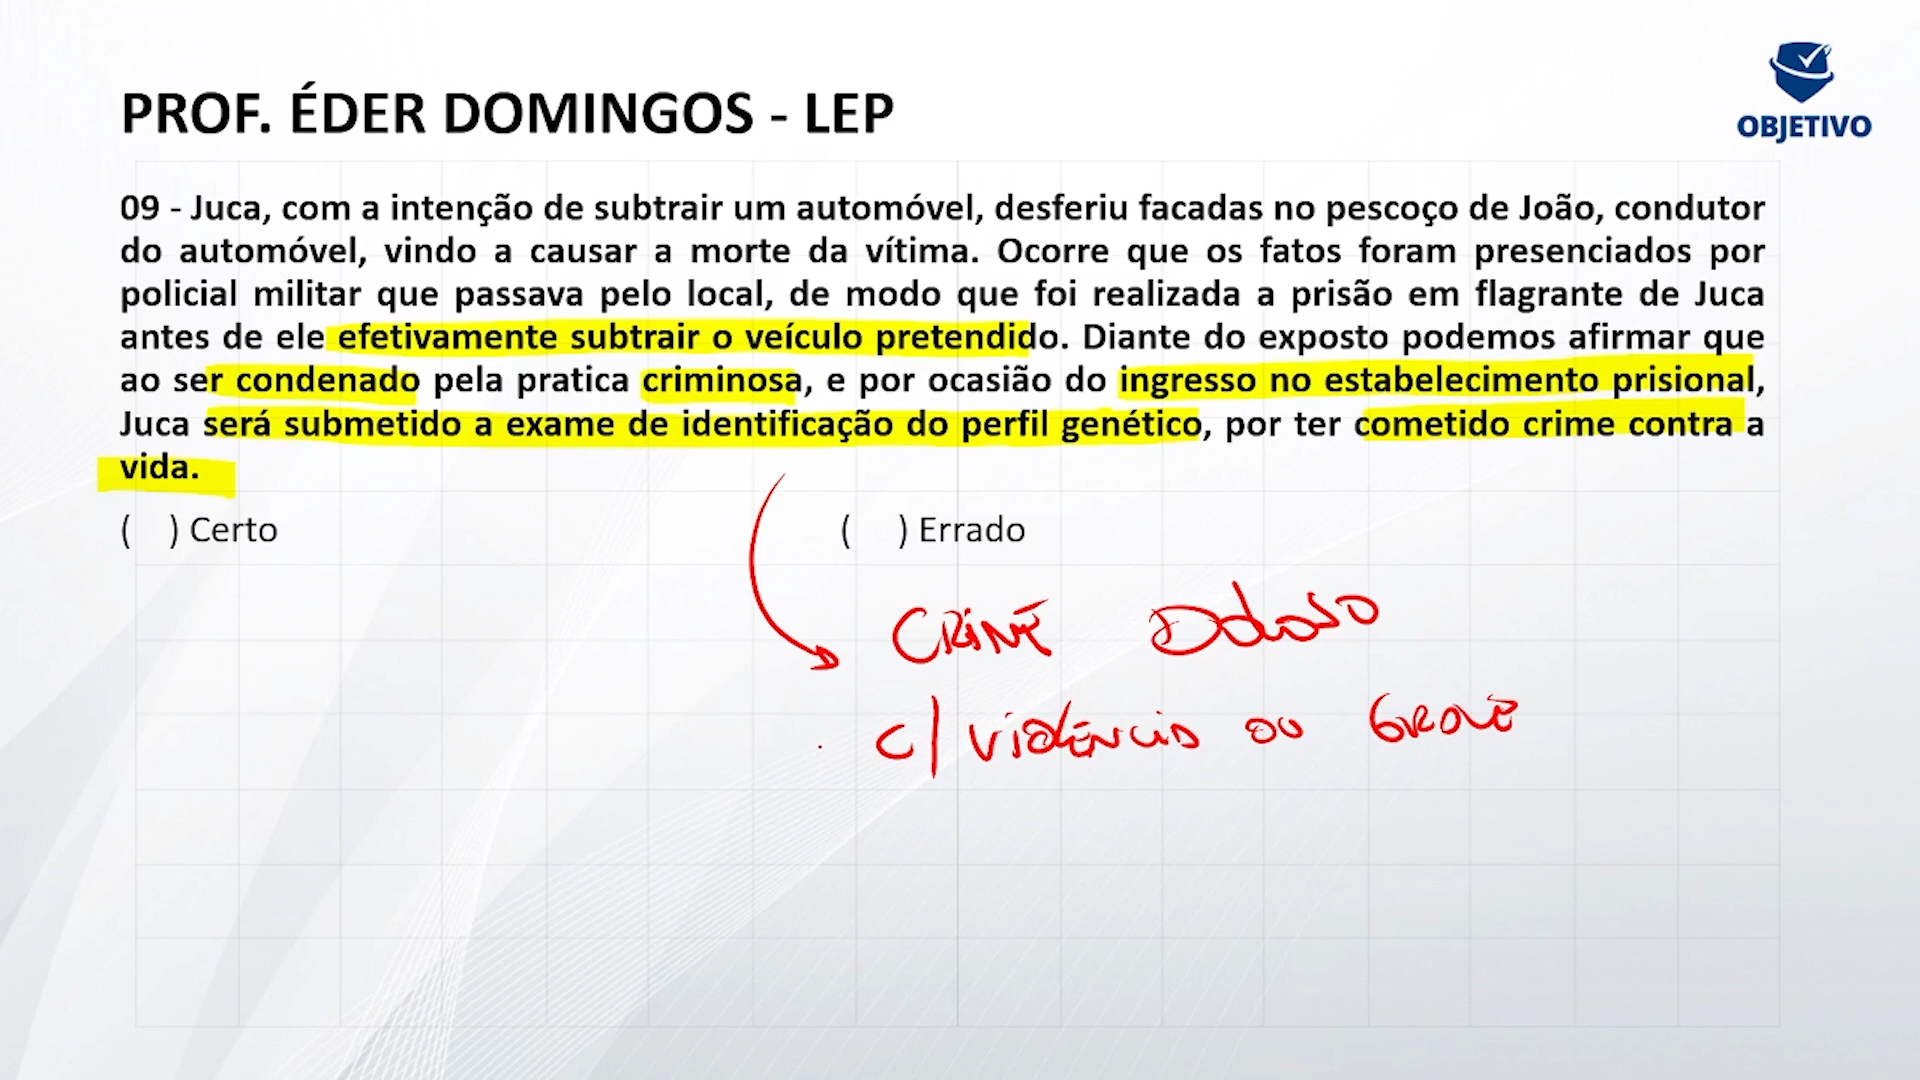 OBJETIVO
PROF. ÉDER DOMINGOS - LEP
09 - Juca, com a intenção de subtrair um automóvel, desferiu facadas no pescoço de João, condutor
do automóvel, vindo a causar a morte da vítima. Ocorre que os fatos foram presenciados por
policial militar que passava pelo local, de modo que foi realizada a prisão em flagrante de Juca
antes de ele efetivamente subtrair o veículo pretendido. Diante do exposto podemos afirmar que
ao ser condenado pela pratica criminosa, e por ocasião do ingresso no estabelecimento prisional,
Juca será submetido a exame de identificação do perfil genético, por ter cometido crime contra a
vida.
( ) Certo ( ) Errado
CRIME DOLOSO
C/ VIOLÊNCIA OU GRAVE